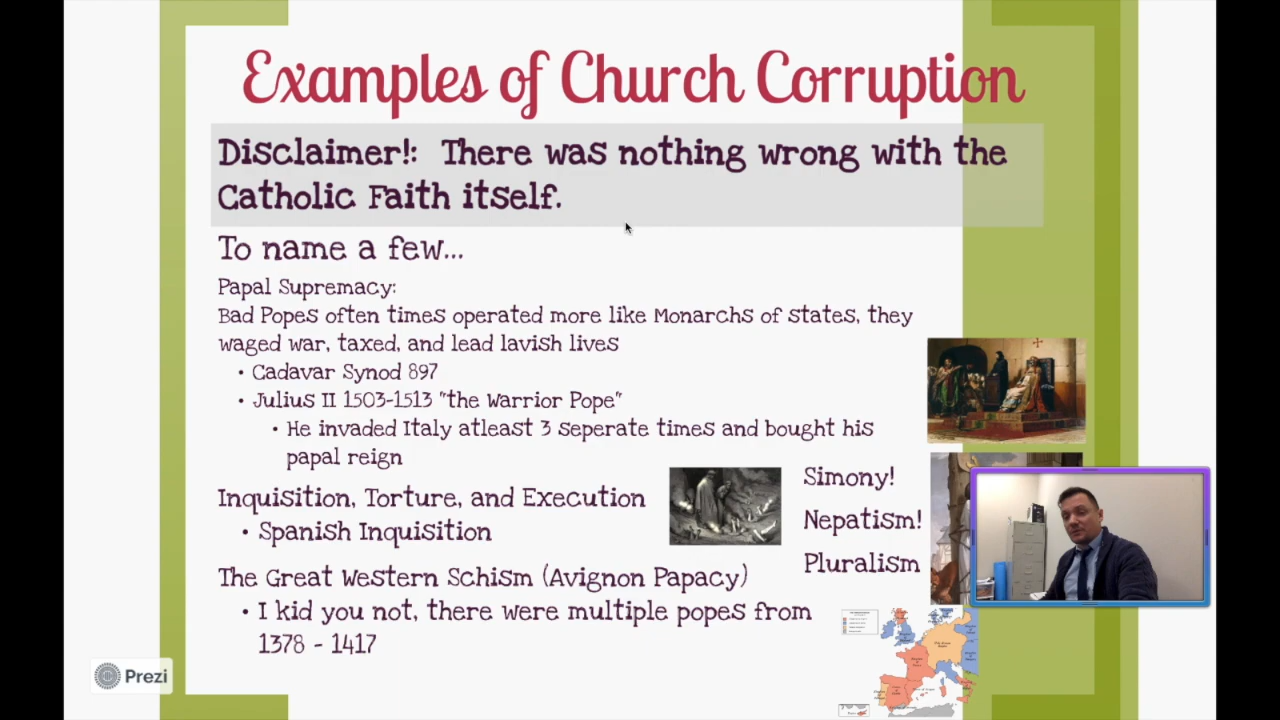 Examples of Church Corruption
Disclaimer!: There was nothing wrong with the
Catholic Faith itself.
To name a few...
Papal Supremacy:
Bad Popes often times operated more like Monarchs of states, they
waged war, taxed, and lead lavish lives
• Cadavar Synod 897
• Julius II 1503-1513 "the Warrior Pope"
• He invaded Italy atleast 3 seperate times and bought his
papal reign
Inquisition, Torture, and Execution
• Spanish Inquisition
The Great Western Schism (Avignon Papacy)
• I kid you not, there were multiple popes from
1378 - 1417
Simony!
Nepatism!
Pluralism
Prezi